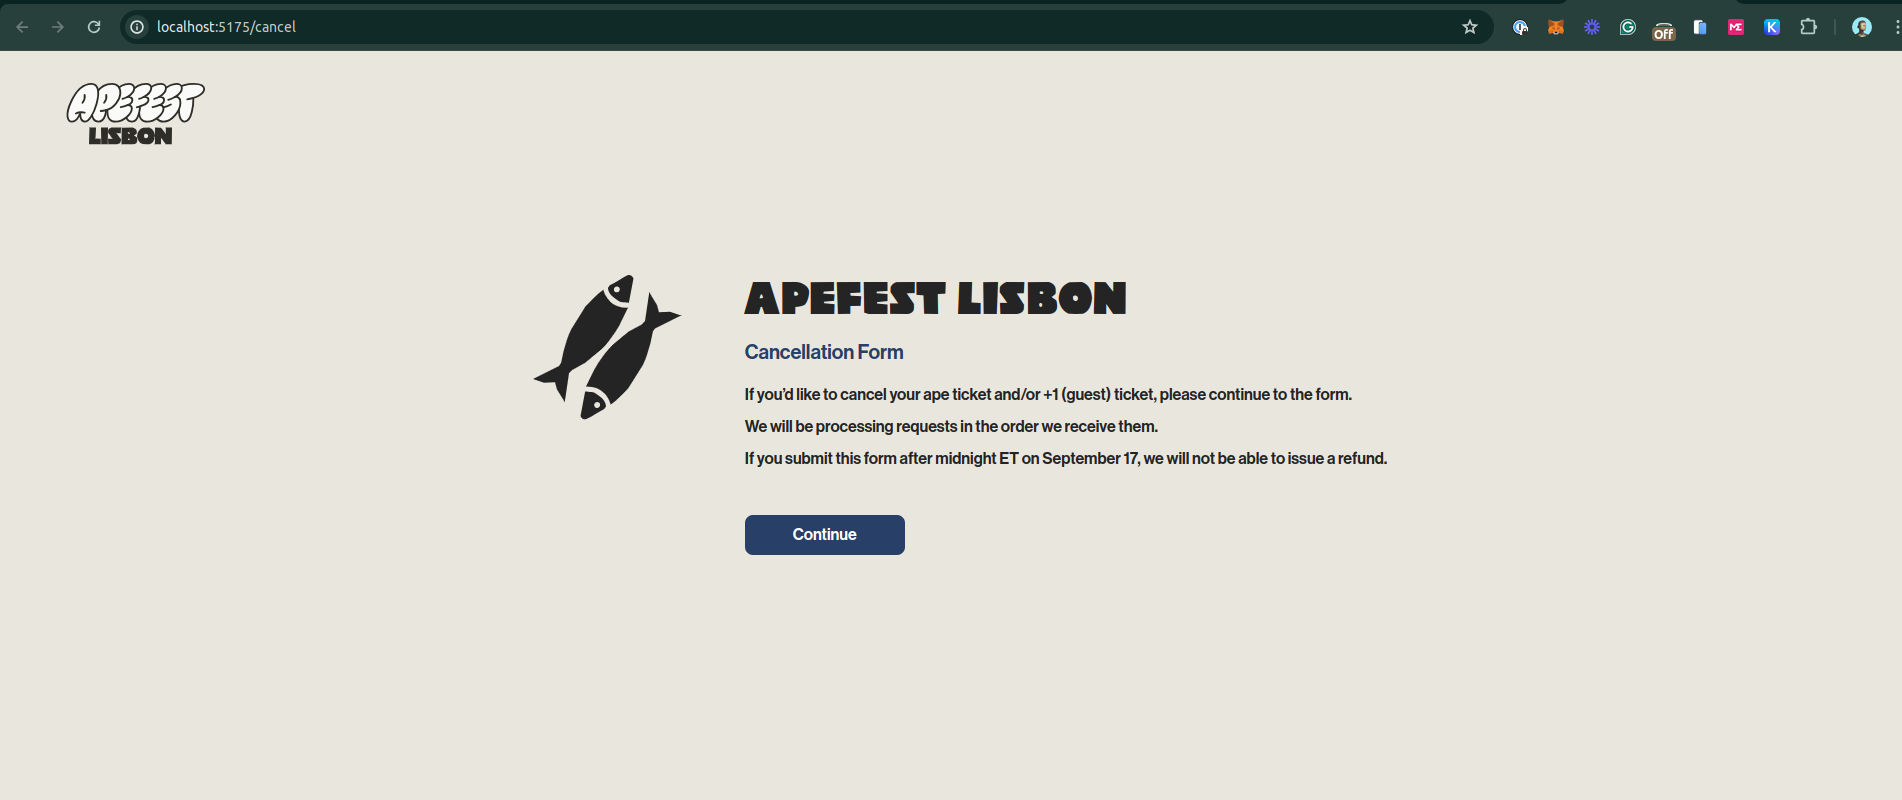 localhost:5175/cancel
Off
APEFEST
LISBON
APEFEST LISBON
Cancellation Form
If you’d like to cancel your ape ticket and/or +1 (guest) ticket, please continue to the form.
We will be processing requests in the order we receive them.
If you submit this form after midnight ET on September 17, we will not be able to issue a refund.
Continue